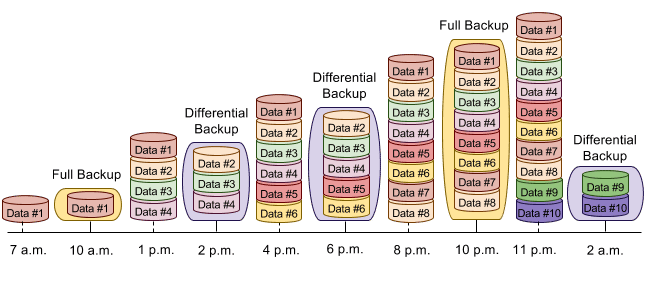 Full Backup
Differential
Backup
Differential
Backup
Full Backup
Differential
Backup
Data #1
Data #1
Data #1
Data #2
Data #3
Data #4
Data #2
Data #3
Data #4
Data #1
Data #2
Data #3
Data #4
Data #5
Data #6
Data #2
Data #3
Data #4
Data #5
Data #6
Data #1
Data #2
Data #3
Data #4
Data #5
Data #6
Data #7
Data #8
Data #1
Data #2
Data #3
Data #4
Data #5
Data #6
Data #7
Data #8
Data #1
Data #2
Data #3
Data #4
Data #5
Data #6
Data #7
Data #8
Data #9
Data #10
Data #9
Data #10
7 a.m. 10 a.m. 1 p.m. 2 p.m. 4 p.m. 6 p.m. 8 p.m. 10 p.m. 11 p.m. 2 a.m.